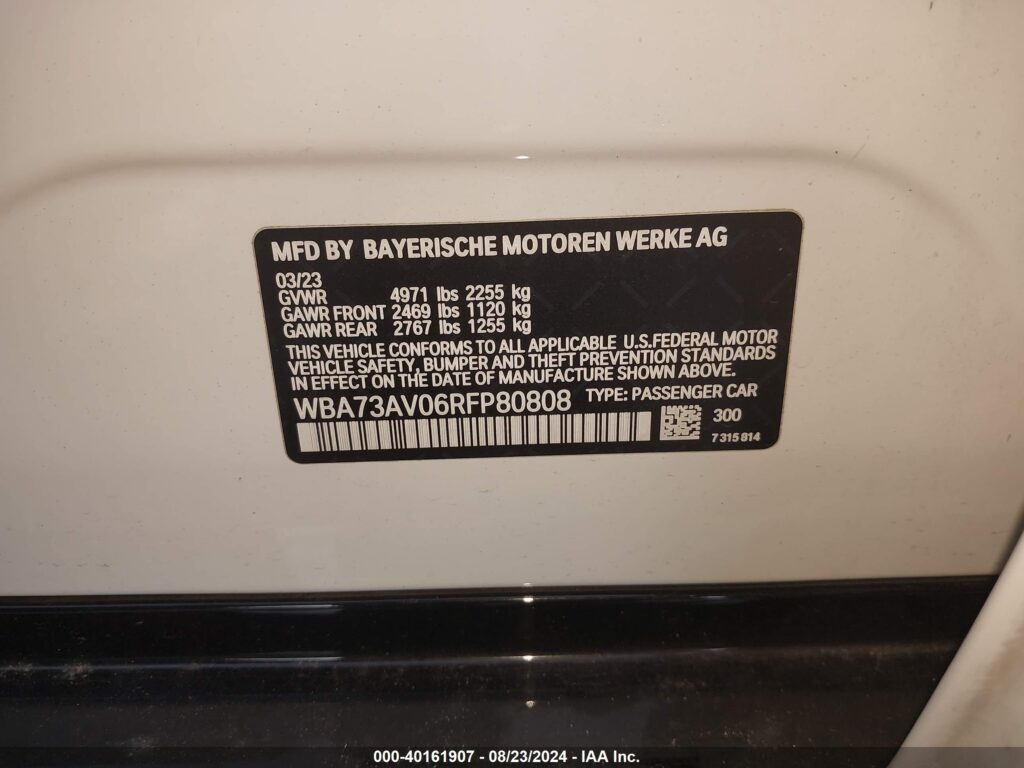 MFD BY BAYERISCHE MOTOREN WERKE AG
03/23
GVWR 4971 lbs 2255 kg
GAWR FRONT 2469 lbs 1120 kg
GAWR REAR 2767 lbs 1255 kg
THIS VEHICLE CONFORMS TO ALL APPLICABLE U.S.FEDERAL MOTOR
VEHICLE SAFETY, BUMPER AND THEFT PREVENTION STANDARDS
IN EFFECT ON THE DATE OF MANUFACTURE SHOWN ABOVE.
WBA73AV06RFP80808 TYPE: PASSENGER CAR
300
7 315 814
000-40161907 - 08/23/2024 - IAA Inc.